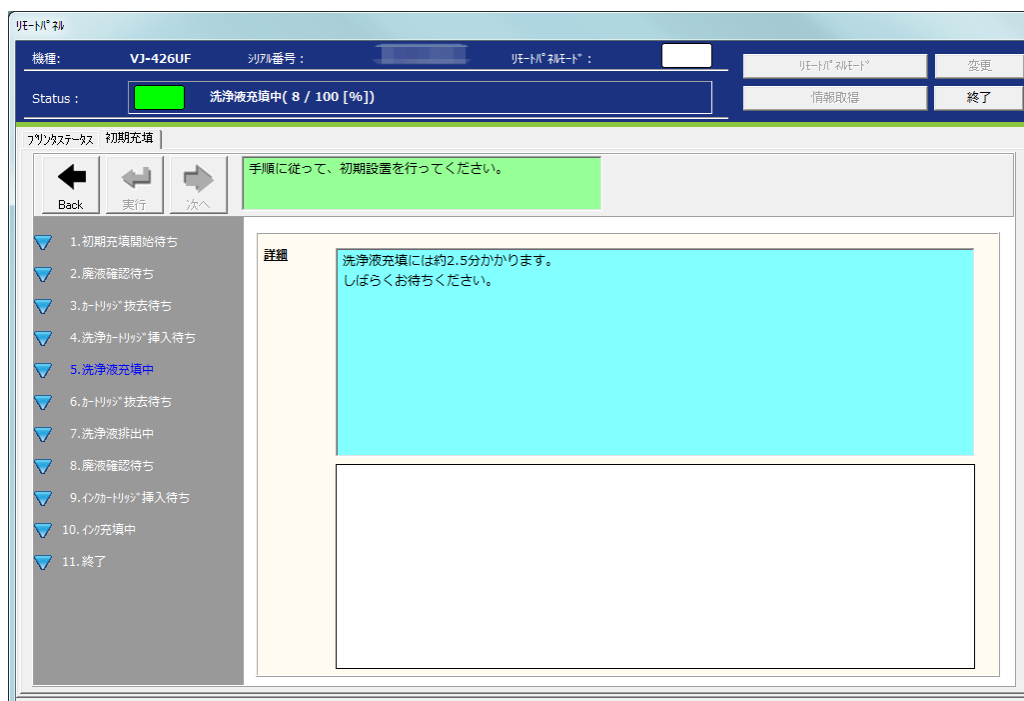 ﾘﾓｰﾄﾊﾟﾈﾙ
機種: VJ-426UF ｼﾘｱﾙ番号： ﾘﾓｰﾄﾊﾟﾈﾙﾓｰﾄﾞ： ﾘﾓｰﾄﾊﾟﾈﾙﾓｰﾄﾞ 変更
Status： 洗浄液充填中( 8 / 100 [%]) 情報取得 終了
ﾌﾟﾘﾝﾀｽﾃｰﾀｽ 初期充填
Back 実行 次へ
手順に従って、初期設置を行ってください。
1.初期充填開始待ち
2.廃液確認待ち
3.ｶｰﾄﾘｯｼﾞ抜去待ち
4.洗浄ｶｰﾄﾘｯｼﾞ挿入待ち
5.洗浄液充填中
6.ｶｰﾄﾘｯｼﾞ抜去待ち
7.洗浄液排出中
8.廃液確認待ち
9.ｲﾝｸｶｰﾄﾘｯｼﾞ挿入待ち
10.ｲﾝｸ充填中
11.終了
詳細
洗浄液充填には約2.5分かかります。
しばらくお待ちください。